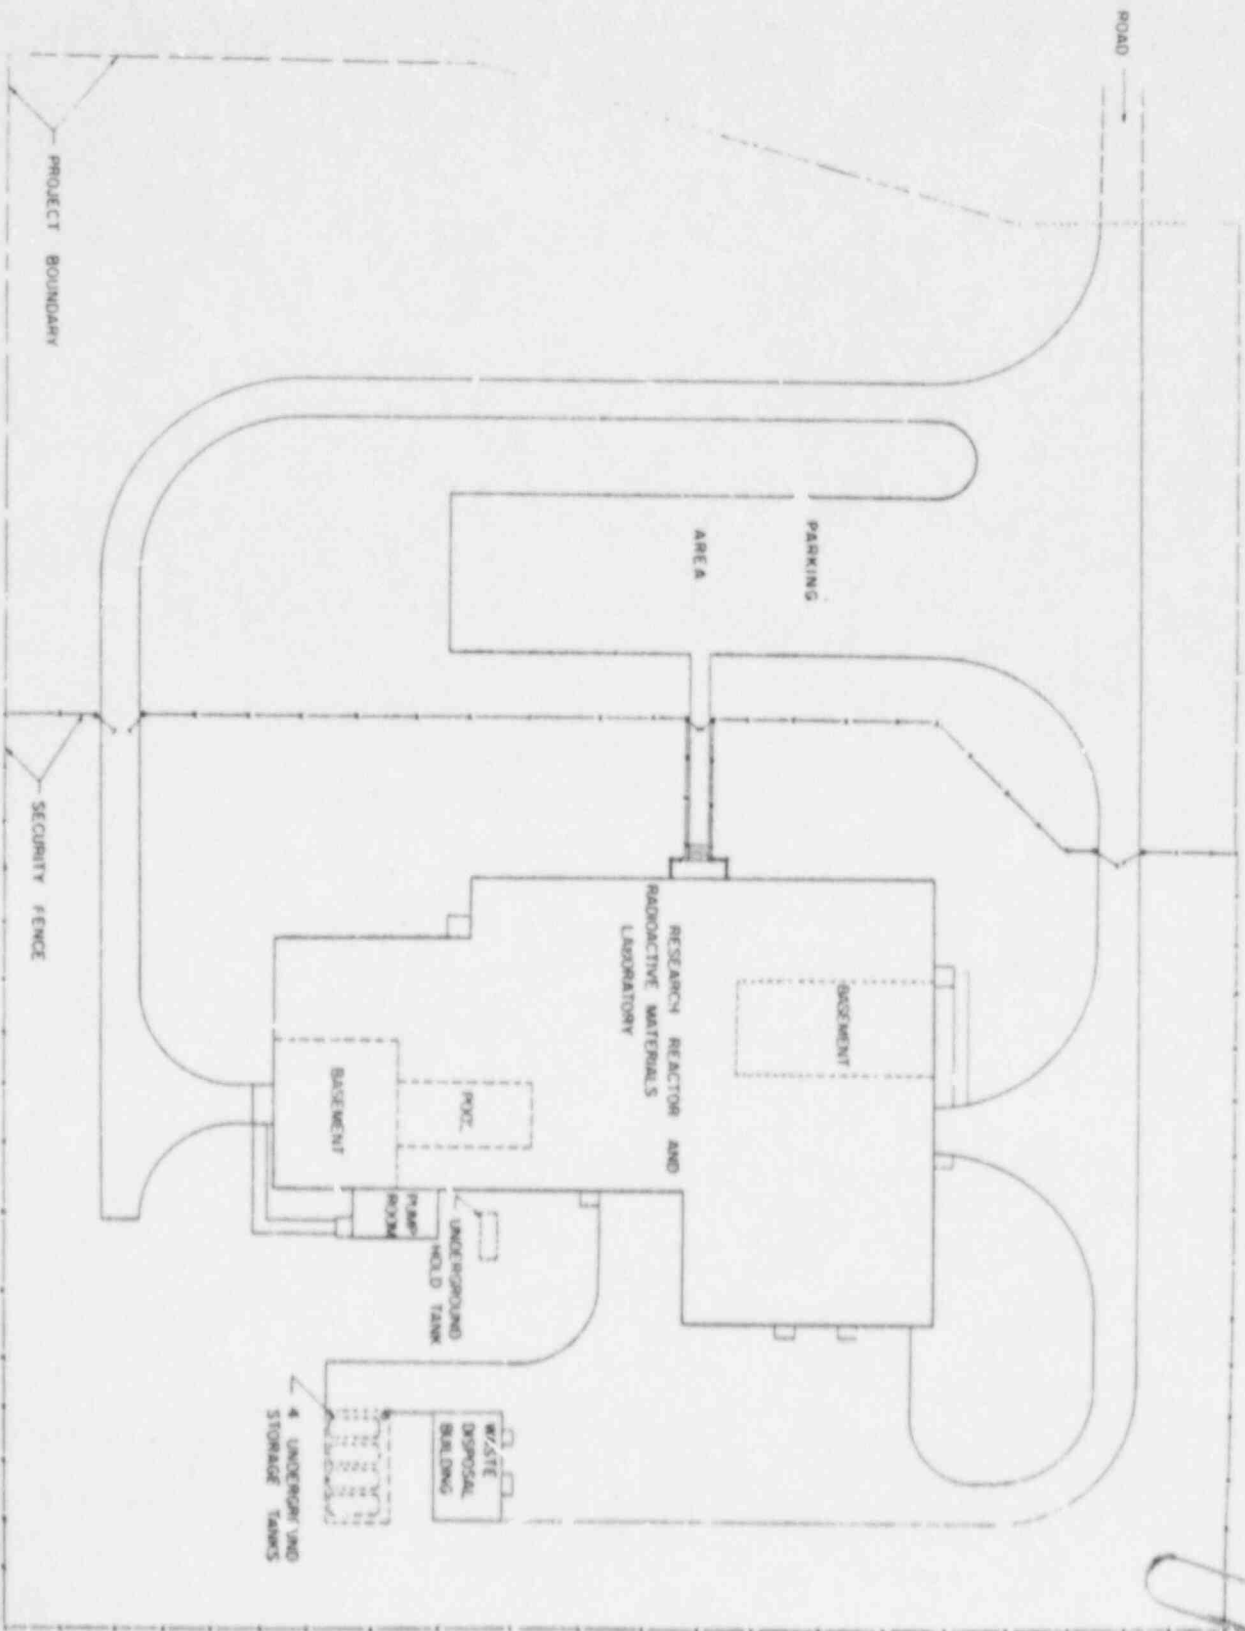 ROAD
PROJECT BOUNDARY
PARKING
AREA
SECURITY FENCE
RESEARCH REACTOR AND
RADIOACTIVE MATERIALS
LABORATORY
BASEMENT
BASEMENT
POOL
PUMP
ROOM
UNDERGROUND
HOLD TANK
WASTE
DISPOSAL
BUILDING
4 UNDERGROUND
STORAGE TANKS